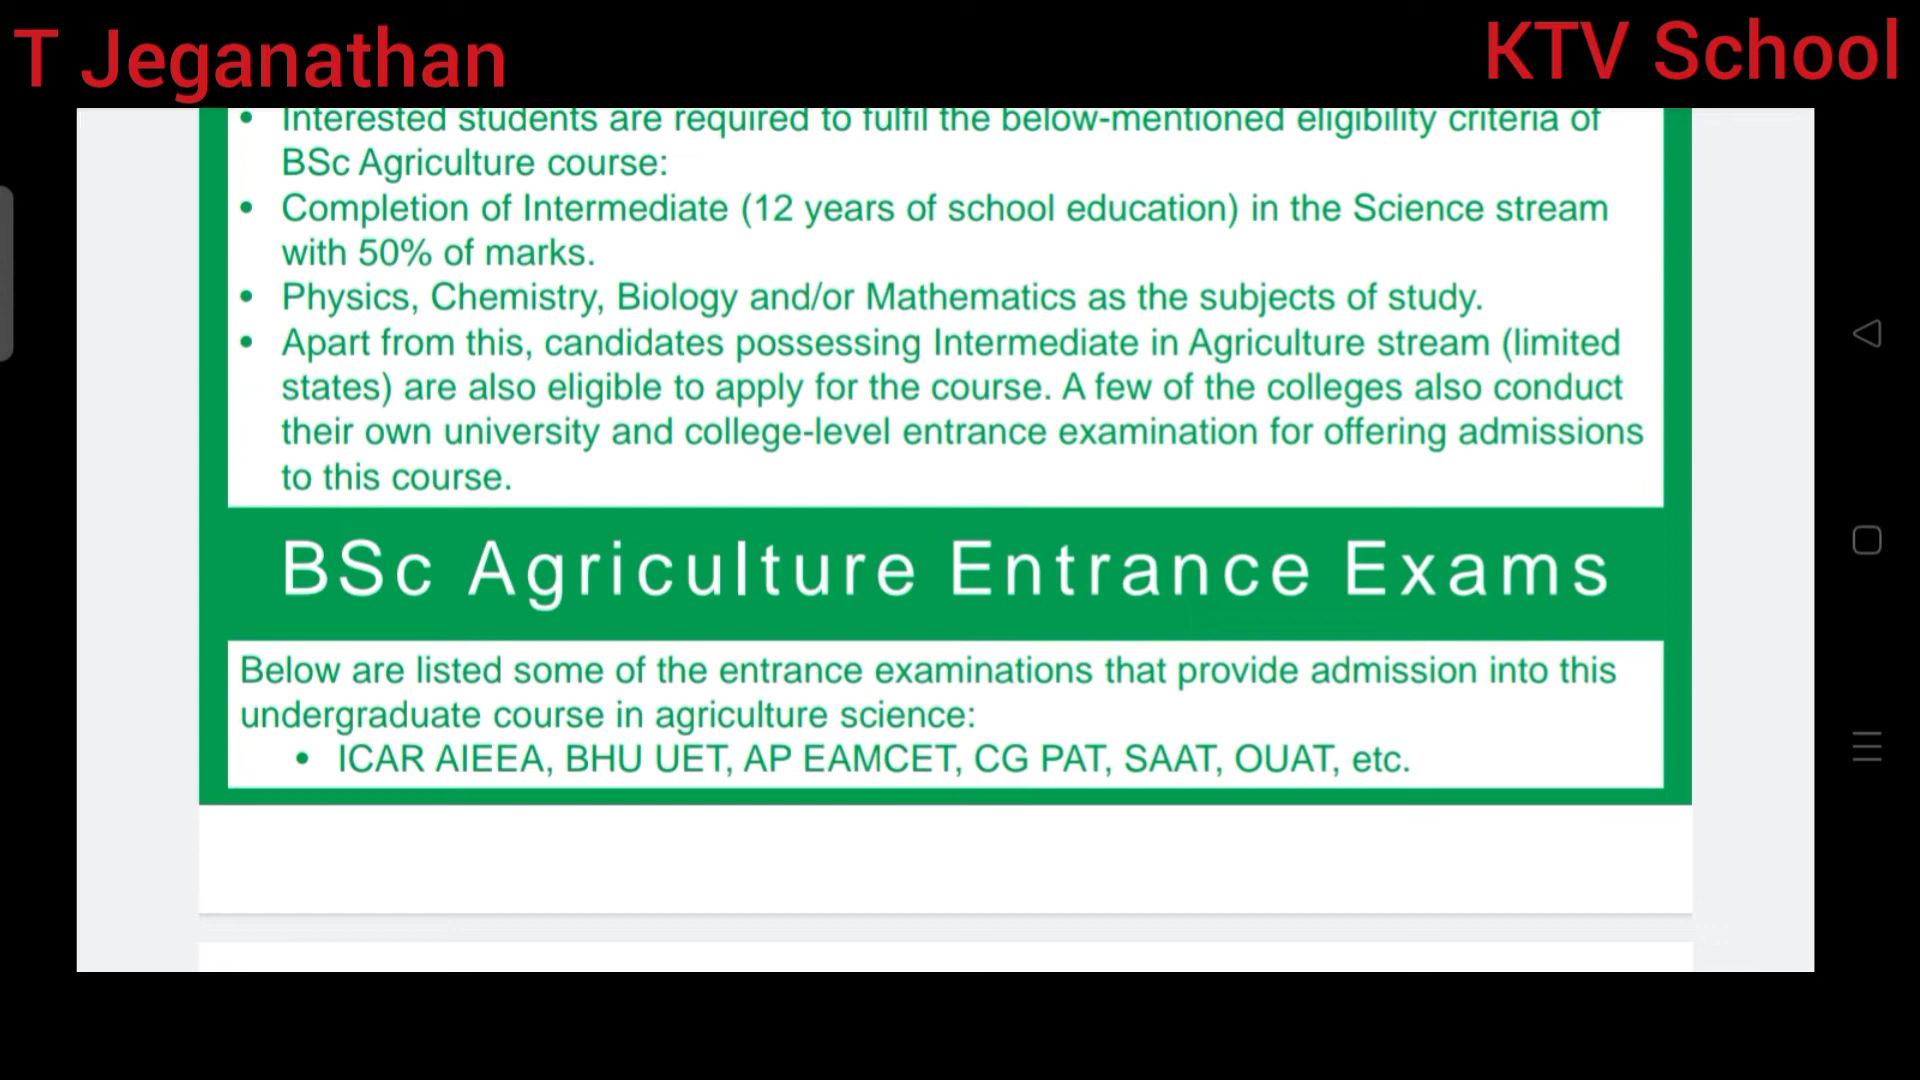 T Jeganathan
KTV School
Interested students are required to fulfil the below-mentioned eligibility criteria of
BSc Agriculture course:
• Completion of Intermediate (12 years of school education) in the Science stream
with 50% of marks.
• Physics, Chemistry, Biology and/or Mathematics as the subjects of study.
• Apart from this, candidates possessing Intermediate in Agriculture stream (limited
states) are also eligible to apply for the course. A few of the colleges also conduct
their own university and college-level entrance examination for offering admissions
to this course.
BSc Agriculture Entrance Exams
Below are listed some of the entrance examinations that provide admission into this
undergraduate course in agriculture science:
• ICAR AIEEA, BHU UET, AP EAMCET, CG PAT, SAAT, OUAT, etc.